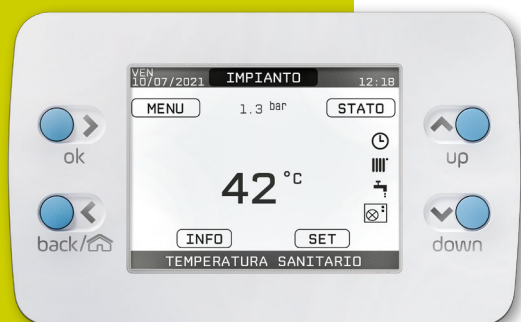 VEN
10/07/2021 IMPIANTO 12:18
MENU 1.3 bar STATO
ok
up
42°C
back/
down
INFO SET
TEMPERATURA SANITARIO